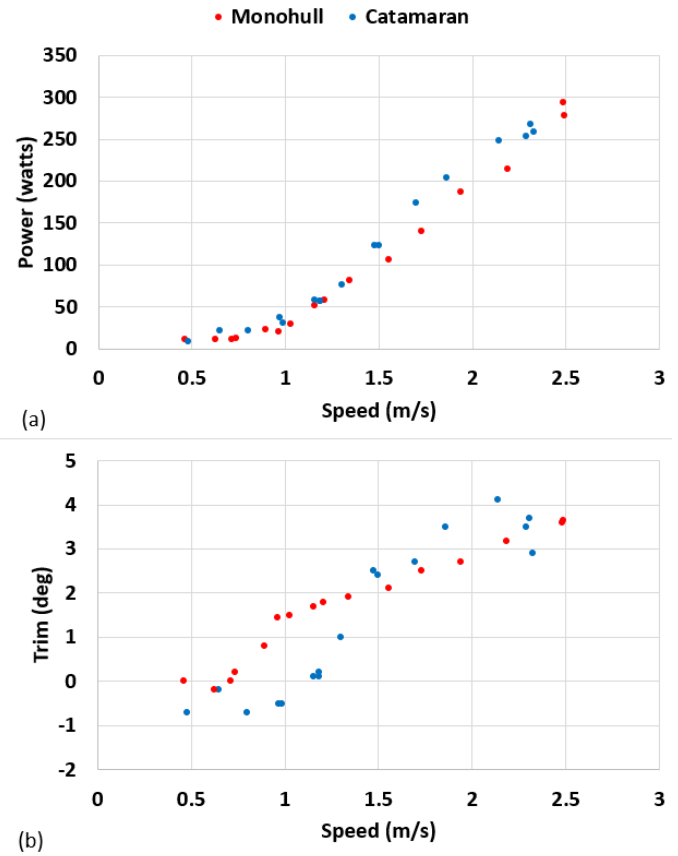 Monohull Catamaran
350
300
250
200
150
100
50
0
Power (watts)
0 0.5 1 1.5 2 2.5 3
Speed (m/s)
(a)
5
4
3
2
1
0
-1
-2
Trim (deg)
0 0.5 1 1.5 2 2.5 3
Speed (m/s)
(b)